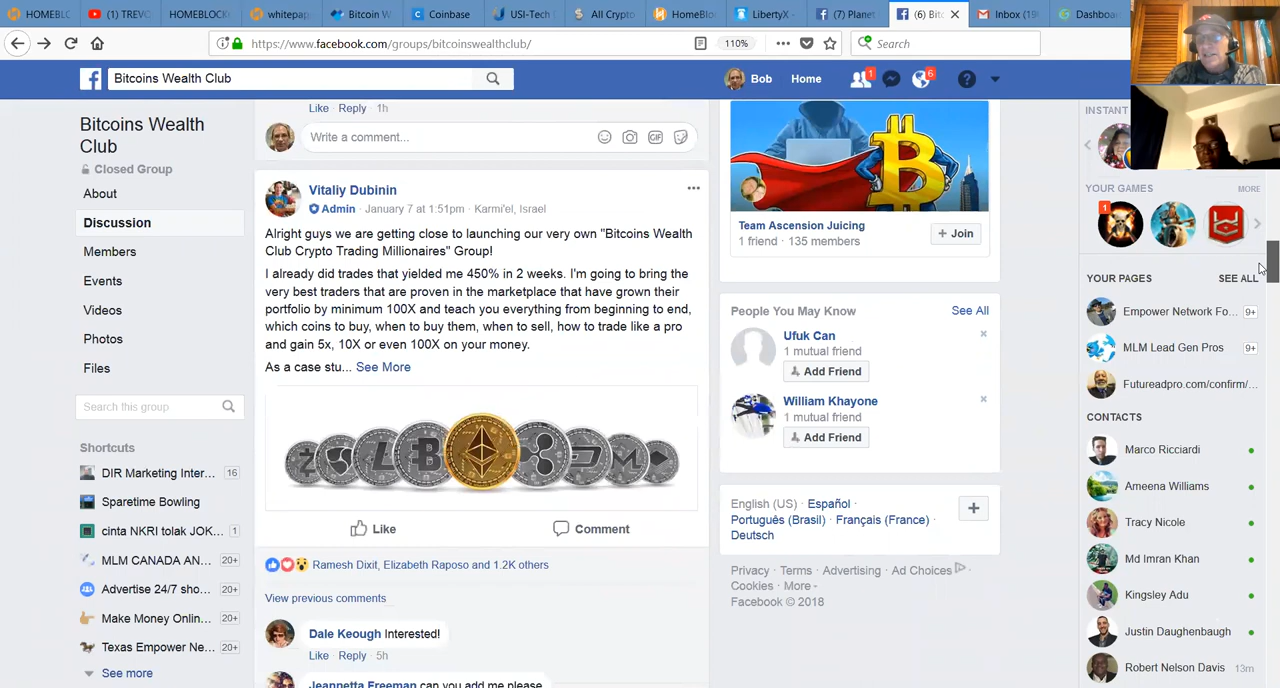 HOMEBL
(1) TREVC
HOMEBLOCK
whitepap
Bitcoin W
Coinbase
USI-Tech
All Crypto
HomeBlo
LibertyX -
(7) Planet
(6) Bitc
Inbox (19
Dashboa
https://www.facebook.com/groups/bitcoinswealthclub/
110%
Search
Bitcoins Wealth Club
Bob
Home
1
6
Bitcoins Wealth
Club
Closed Group
About
Discussion
Members
Events
Videos
Photos
Files
Search this group
Shortcuts
DIR Marketing Inter... 16
Sparetime Bowling
cinta NKRI tolak JOK... 1
MLM CANADA AN... 20+
Advertise 24/7 sho... 20+
Make Money Onlin... 20+
Texas Empower Ne... 20+
See more
Like · Reply · 1h
Write a comment...
GIF
Vitaliy Dubinin
Admin · January 7 at 1:51pm · Karmi'el, Israel
Alright guys we are getting close to launching our very own "Bitcoins Wealth
Club Crypto Trading Millionaires" Group!
I already did trades that yielded me 450% in 2 weeks. I'm going to bring the
very best traders that are proven in the marketplace that have grown their
portfolio by minimum 100X and teach you everything from beginning to end,
which coins to buy, when to buy them, when to sell, how to trade like a pro
and gain 5x, 10X or even 100X on your money.
As a case stu... See More
Like
Comment
Ramesh Dixit, Elizabeth Raposo and 1.2K others
View previous comments
Dale Keough Interested!
Like · Reply · 5h
Jeannetta Freeman can you add me please
Team Ascension Juicing
1 friend · 135 members
+ Join
People You May Know
See All
Ufuk Can
1 mutual friend
Add Friend
William Khayone
1 mutual friend
Add Friend
English (US) · Español ·
Português (Brasil) · Français (France) ·
Deutsch
Privacy · Terms · Advertising · Ad Choices ·
Cookies · More -
Facebook © 2018
INSTANT
YOUR GAMES
MORE
1
YOUR PAGES
SEE ALL
Empower Network Fo... 9+
MLM Lead Gen Pros 9+
Futureadpro.com/confirm/...
CONTACTS
Marco Ricciardi
Ameena Williams
Tracy Nicole
Md Imran Khan
Kingsley Adu
Justin Daughenbaugh
Robert Nelson Davis 13m